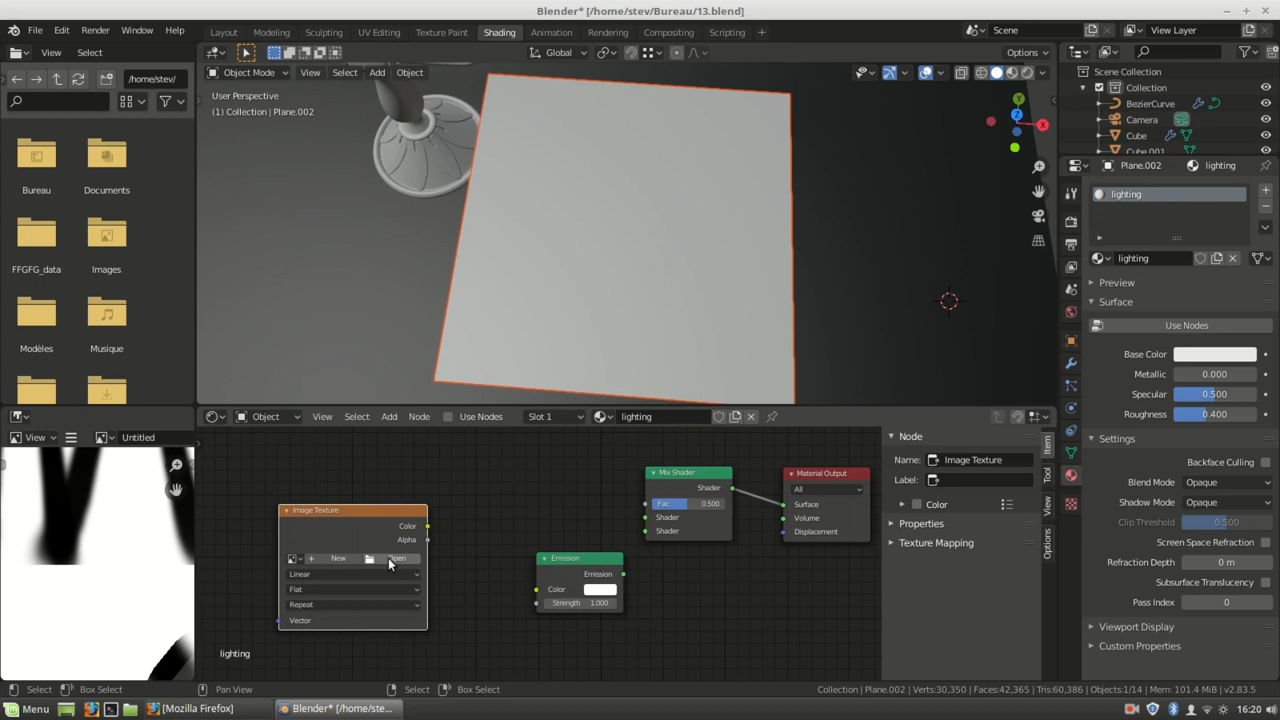 Blender* [/home/stev/Bureau/13.blend]
File Edit Render Window Help
Layout Modeling Sculpting UV Editing Texture Paint Shading Animation Rendering Compositing Scripting
Scene View Layer
View Select
Global
Options
/home/stev/
Object Mode View Select Add Object
User Perspective
(1) Collection | Plane.002
Bureau
Documents
FFGFG_data
Images
Modèles
Musique
Scene Collection
Collection
BezierCurve
Camera
Cube
Cube.001
Plane.002 lighting
lighting
lighting
Preview
Surface
Use Nodes
Base Color
Metallic 0.000
Specular 0.500
Roughness 0.400
Settings
Backface Culling
Blend Mode Opaque
Shadow Mode Opaque
Clip Threshold 0.500
Screen Space Refraction
Refraction Depth 0 m
Subsurface Translucency
Pass Index 0
Viewport Display
Custom Properties
View Untitled
Object View Select Add Node Use Nodes Slot 1 lighting
Image Texture
Color
Alpha
New Open
Linear
Flat
Repeat
Vector
lighting
Emission
Emission
Color
Strength 1.000
Mix Shader
Shader
Fac 0.500
Shader
Shader
Material Output
All
Surface
Volume
Displacement
Node
Name: Image Texture
Label:
Color
Properties
Texture Mapping
Item
Tool
View
Options
Select Box Select Pan View Select Box Select
Collection | Plane.002 | Verts:30,350 | Faces:42,365 | Tris:60,386 | Objects:1/14 | Mem: 101.4 MiB | v2.83.5
Menu [Mozilla Firefox] Blender* [/home/ste... 16:20